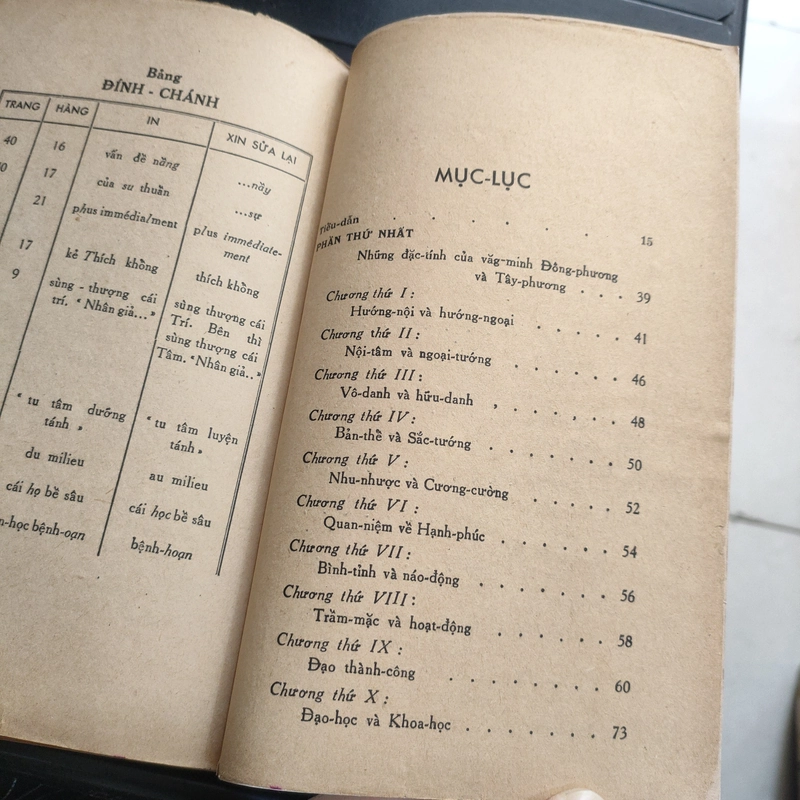 Bảng
ĐÍNH - CHÁNH
TRANG HÀNG IN XIN SỬA LẠI
40 16 vấn đề nằng ...nầy
17 của sư thuần ...sự
21 phus immédialment plus immédiate-
ment
17 kẻ Thích khồng thích khồng
9 sùng - thượng cái sùng thượng cái
trí. "Nhân giả..." Trí. Bên thì
sùng thượng cái
Tâm. "Nhân giả.."
"tu tâm dưỡng "tu tâm luyện
tánh" tánh"
du milieu au milieu
cái họ bề sâu cái học bề sâu
-học bệnh-oạn bệnh-hoạn
MỤC-LỤC
Tiểu-dẫn . . . . . . 15
PHẦN THỨ NHẤT
Những đặc-tính của văg-minh Đông-phương
và Tây-phương . . . 39
Chương thứ I :
Hướng-nội và hướng-ngoại . . . . . 41
Chương thứ II :
Nội-tâm và ngoại-tướng . . . . . . 46
Chương thứ III :
Vô-danh và hữu-danh , . . . , . . 48
Chương thứ IV :
Bản-thể và Sắc-tướng . . . . . . . 50
Chương thứ V :
Nhu-nhược và Cương-cường . . . . . 52
Chương thứ VI :
Quan-niệm về Hạnh-phúc . . . . . . 54
Chương thứ VII :
Bình-tỉnh và náo-động . . . . . . 56
Chương thứ VIII :
Trầm-mặc và hoạt-động . . . . . . 58
Chương thứ IX :
Đạo thành-công . . . . . . . . 60
Chương thứ X :
Đạo-học và Khoa-học . . . . . . . 73